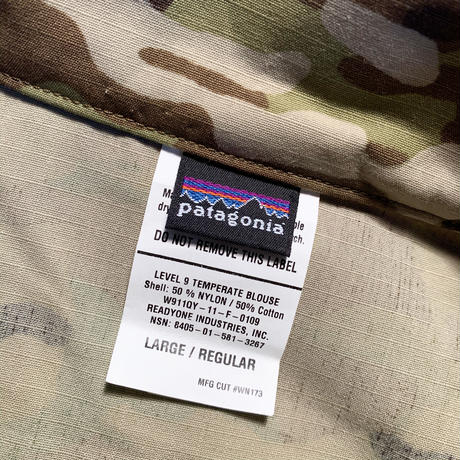 patagonia
DO NOT REMOVE THIS LABEL
LEVEL 9 TEMPERATE BLOUSE
Shell: 50 % NYLON / 50% Cotton
W911QY-11-F-0109
READYONE INDUSTRIES, INC.
NSN: 8405-01-581-3267
LARGE / REGULAR
MFG CUT #WN173